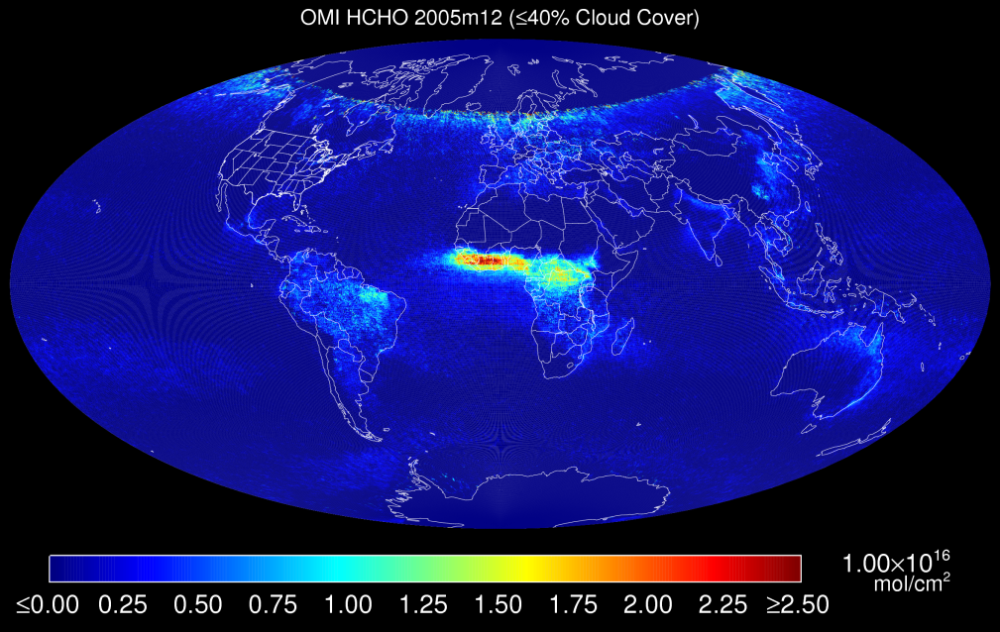 OMI HCHO 2005m12 (≤40% Cloud Cover)
≤0.00 0.25 0.50 0.75 1.00 1.25 1.50 1.75 2.00 2.25 ≥2.50
1.00×10¹⁶
mol/cm²